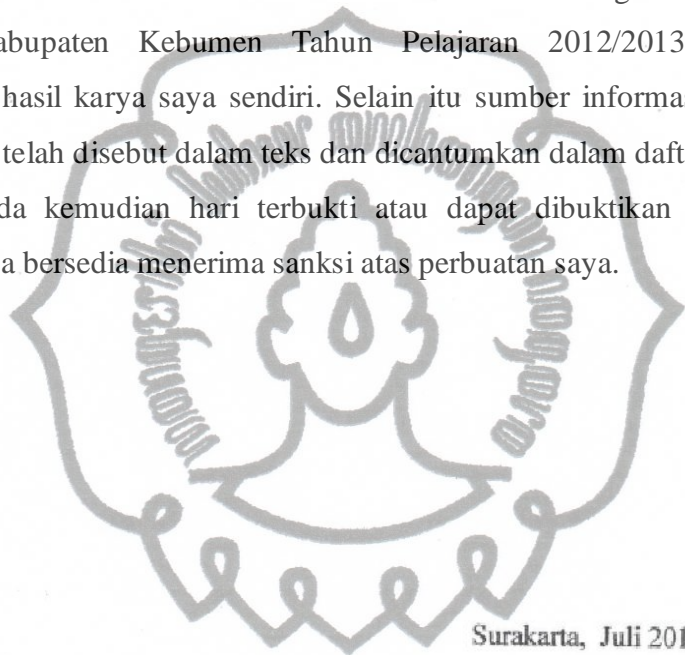 abupaten Kebumen Tahun Pelajaran 2012/2013
hasil karya saya sendiri. Selain itu sumber informas
telah disebut dalam teks dan dicantumkan dalam daft
da kemudian hari terbukti atau dapat dibuktikan
a bersedia menerima sanksi atas perbuatan saya.
Surakarta, Juli 201